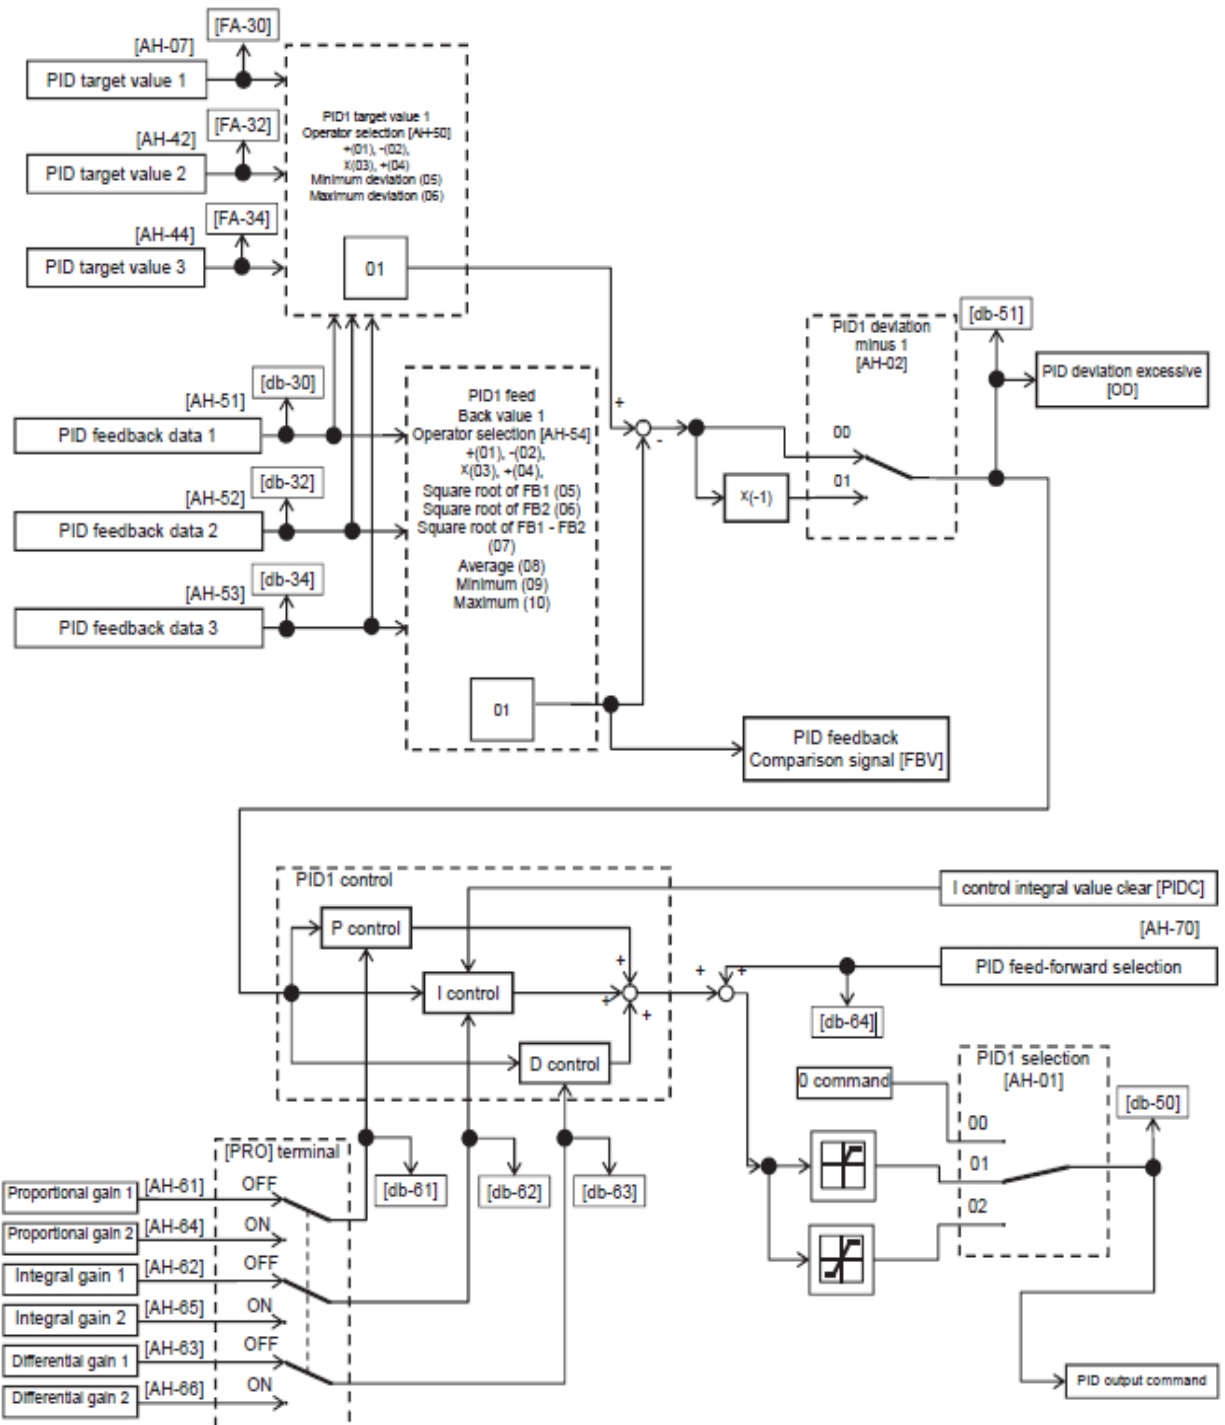 [FA-30]
[AH-07]
PID target value 1
[FA-32]
[AH-42]
PID target value 2
[FA-34]
[AH-44]
PID target value 3
PID1 target value 1
Operator selection [AH-50]
+(01), -(02),
X(03), +(04)
Minimum deviation (05)
Maximum deviation (06)
01
[db-30]
[AH-51]
PID feedback data 1
[db-32]
[AH-52]
PID feedback data 2
[db-34]
[AH-53]
PID feedback data 3
PID1 feed
Back value 1
Operator selection [AH-54]
+(01), -(02),
X(03), +(04),
Square root of FB1 (05)
Square root of FB2 (06)
Square root of FB1 - FB2
(07)
Average (08)
Minimum (09)
Maximum (10)
01
+
-
X(-1)
PID1 deviation
minus 1
[AH-02]
00
01
[db-51]
PID deviation excessive
[OD]
PID feedback
Comparison signal [FBV]
PID1 control
P control
I control
D control
+
+
+
I control integral value clear [PIDC]
[AH-70]
PID feed-forward selection
+
+
[db-64]
0 command
PID1 selection
[AH-01]
00
01
02
[db-50]
PID output command
[PRO] terminal
[db-61]
[db-62]
[db-63]
Proportional gain 1
[AH-61]
OFF
Proportional gain 2
[AH-64]
ON
Integral gain 1
[AH-62]
OFF
Integral gain 2
[AH-65]
ON
Differential gain 1
[AH-63]
OFF
Differential gain 2
[AH-66]
ON